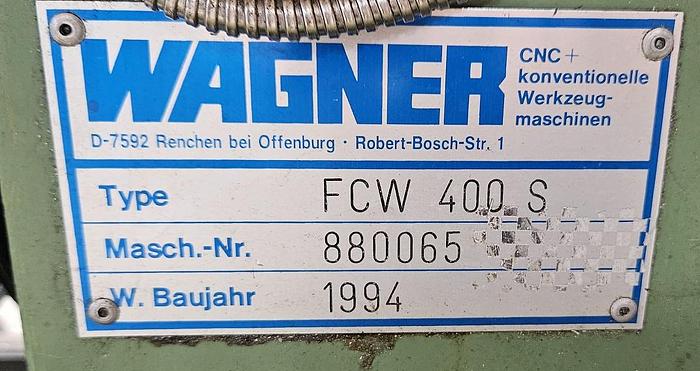 WAGNER
CNC +
konventionelle
Werkzeug-
maschinen
D-7592 Renchen bei Offenburg · Robert-Bosch-Str. 1
Type FCW 400 S
Masch.-Nr. 880065
W. Baujahr 1994